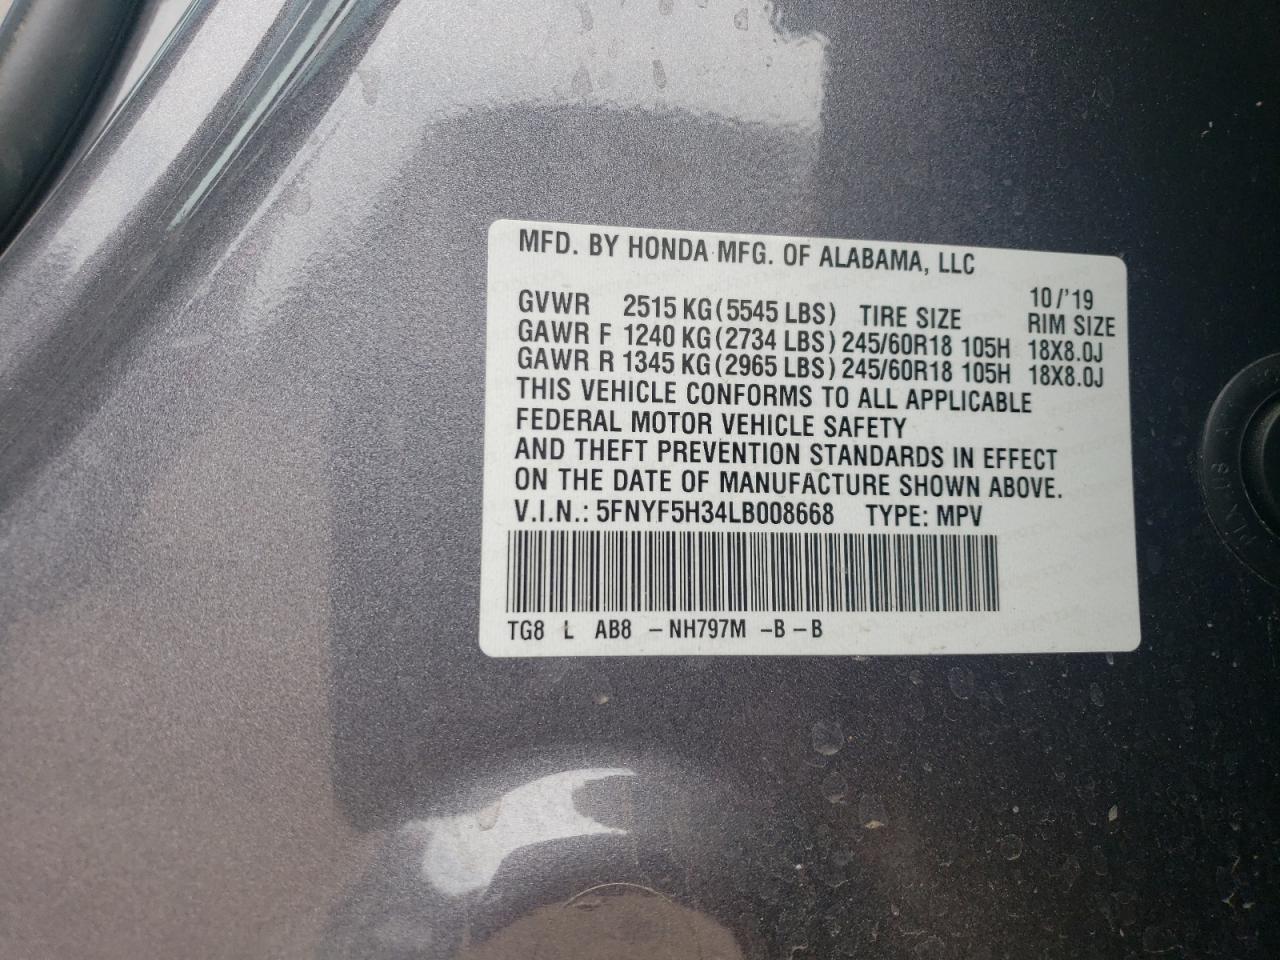 MFD. BY HONDA MFG. OF ALABAMA, LLC
10/'19
GVWR 2515 KG (5545 LBS) TIRE SIZE RIM SIZE
GAWR F 1240 KG (2734 LBS) 245/60R18 105H 18X8.0J
GAWR R 1345 KG (2965 LBS) 245/60R18 105H 18X8.0J
THIS VEHICLE CONFORMS TO ALL APPLICABLE
FEDERAL MOTOR VEHICLE SAFETY
AND THEFT PREVENTION STANDARDS IN EFFECT
ON THE DATE OF MANUFACTURE SHOWN ABOVE.
V.I.N.: 5FNYF5H34LB008668 TYPE: MPV
TG8 L AB8 -NH797M -B -B